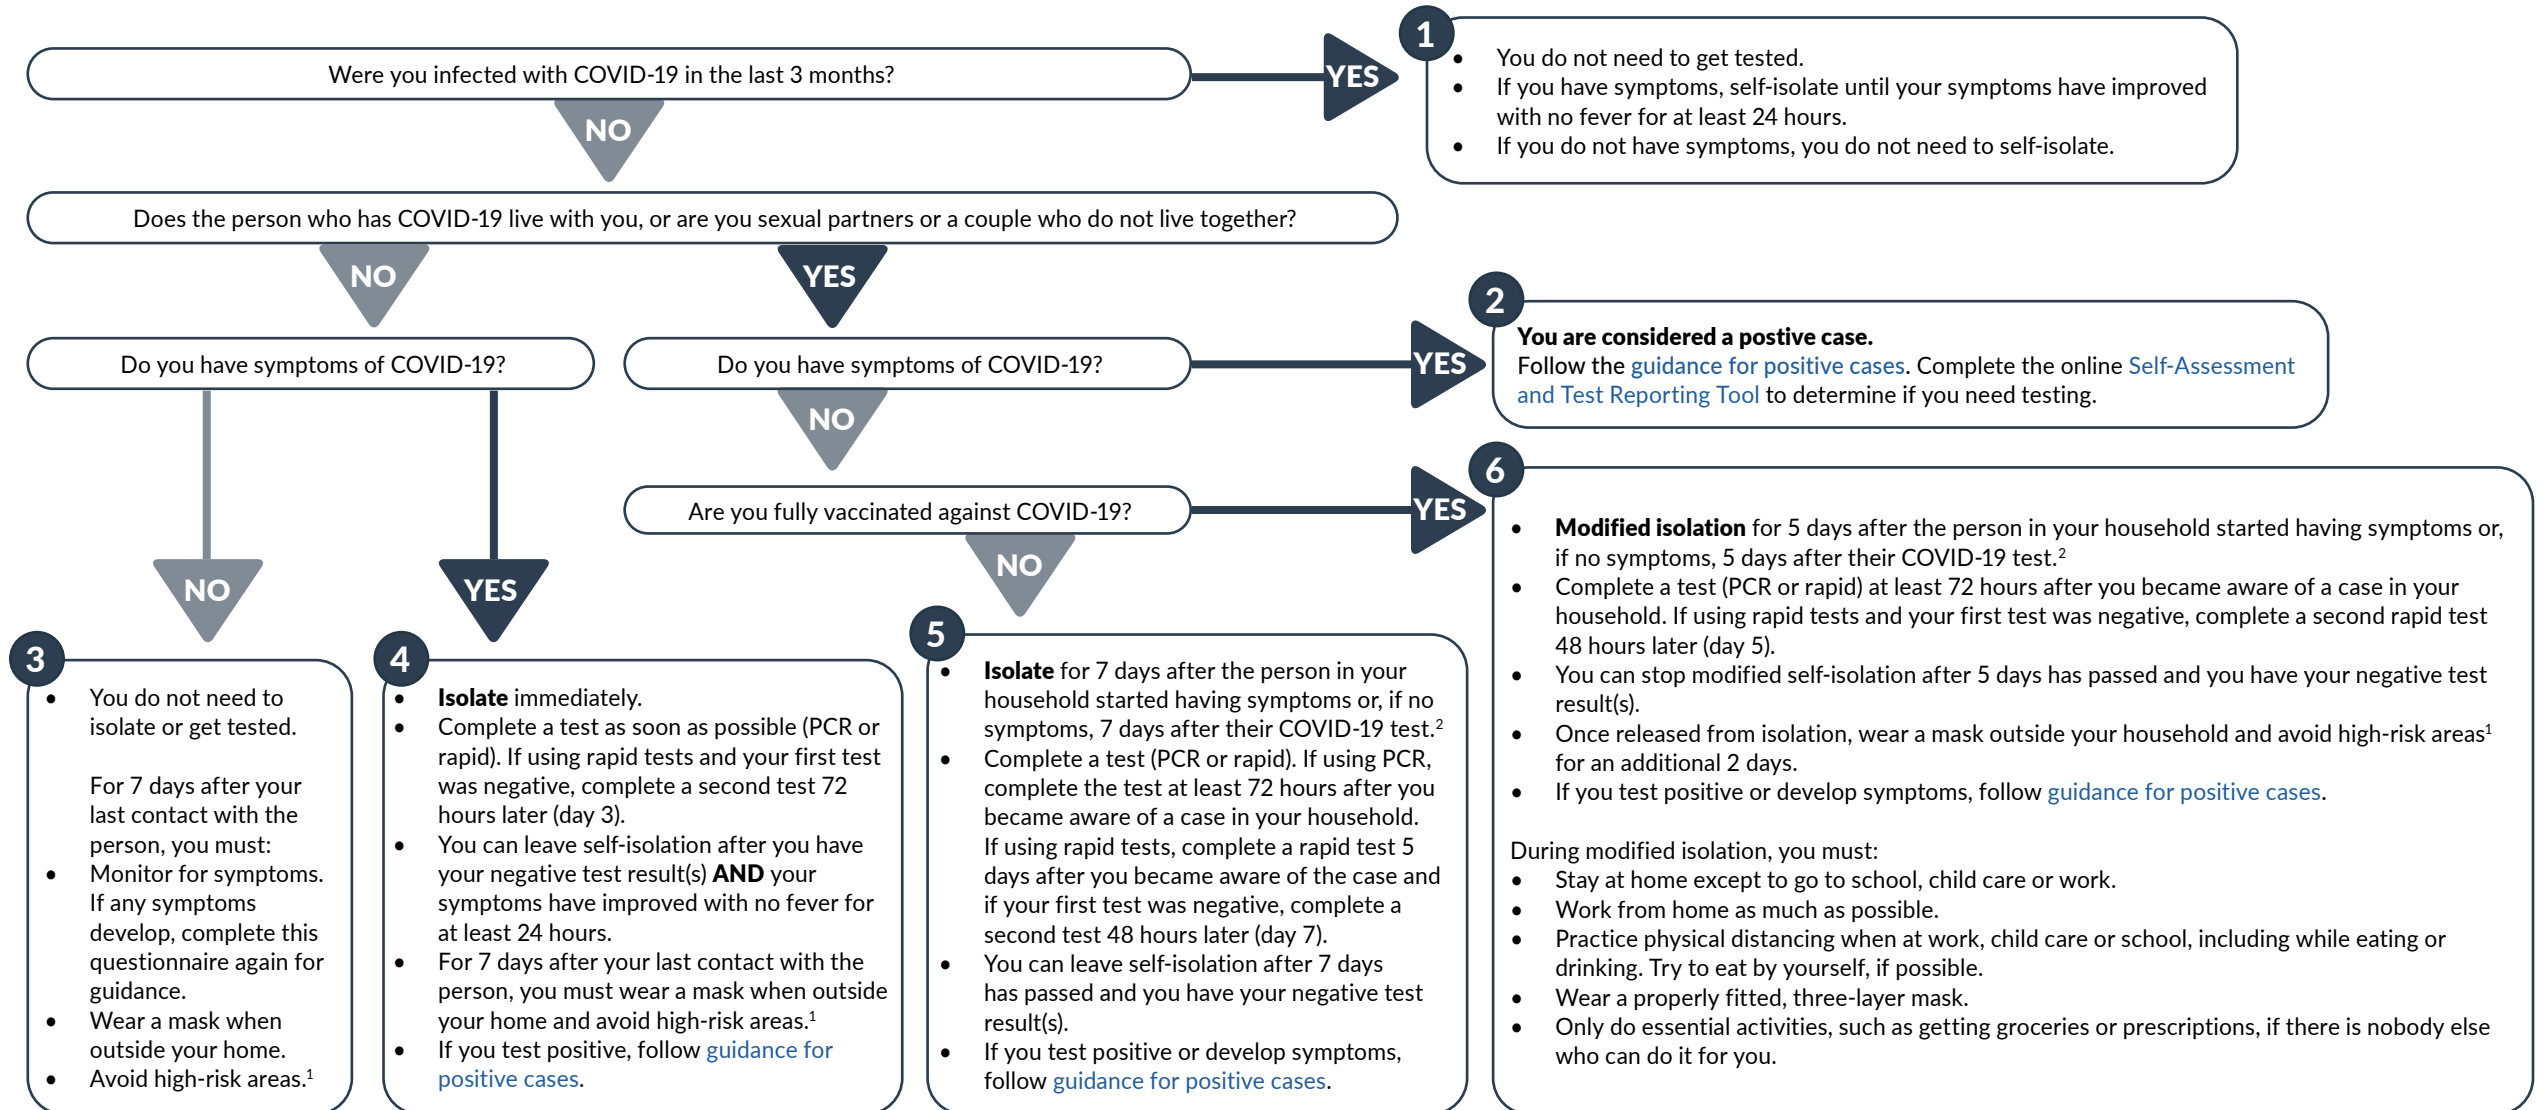 Were you infected with COVID-19 in the last 3 months?
YES
NO
1
• You do not need to get tested.
• If you have symptoms, self-isolate until your symptoms have improved
with no fever for at least 24 hours.
• If you do not have symptoms, you do not need to self-isolate.
Does the person who has COVID-19 live with you, or are you sexual partners or a couple who do not live together?
NO
YES
Do you have symptoms of COVID-19?
Do you have symptoms of COVID-19?
YES
NO
2
You are considered a postive case.
Follow the guidance for positive cases. Complete the online Self-Assessment
and Test Reporting Tool to determine if you need testing.
Are you fully vaccinated against COVID-19?
YES
NO
NO
YES
3
• You do not need to
isolate or get tested.
For 7 days after your
last contact with the
person, you must:
• Monitor for symptoms.
If any symptoms
develop, complete this
questionnaire again for
guidance.
• Wear a mask when
outside your home.
• Avoid high-risk areas.1
4
• Isolate immediately.
• Complete a test as soon as possible (PCR or
rapid). If using rapid tests and your first test
was negative, complete a second test 72
hours later (day 3).
• You can leave self-isolation after you have
your negative test result(s) AND your
symptoms have improved with no fever for
at least 24 hours.
• For 7 days after your last contact with the
person, you must wear a mask when outside
your home and avoid high-risk areas.1
• If you test positive, follow guidance for
positive cases.
5
• Isolate for 7 days after the person in your
household started having symptoms or, if no
symptoms, 7 days after their COVID-19 test.2
• Complete a test (PCR or rapid). If using PCR,
complete the test at least 72 hours after you
became aware of a case in your household.
If using rapid tests, complete a rapid test 5
days after you became aware of the case and
if your first test was negative, complete a
second test 48 hours later (day 7).
• You can leave self-isolation after 7 days
has passed and you have your negative test
result(s).
• If you test positive or develop symptoms,
follow guidance for positive cases.
6
• Modified isolation for 5 days after the person in your household started having symptoms or,
if no symptoms, 5 days after their COVID-19 test.2
• Complete a test (PCR or rapid) at least 72 hours after you became aware of a case in your
household. If using rapid tests and your first test was negative, complete a second rapid test
48 hours later (day 5).
• You can stop modified self-isolation after 5 days has passed and you have your negative test
result(s).
• Once released from isolation, wear a mask outside your household and avoid high-risk areas1
for an additional 2 days.
• If you test positive or develop symptoms, follow guidance for positive cases.
During modified isolation, you must:
• Stay at home except to go to school, child care or work.
• Work from home as much as possible.
• Practice physical distancing when at work, child care or school, including while eating or
drinking. Try to eat by yourself, if possible.
• Wear a properly fitted, three-layer mask.
• Only do essential activities, such as getting groceries or prescriptions, if there is nobody else
who can do it for you.